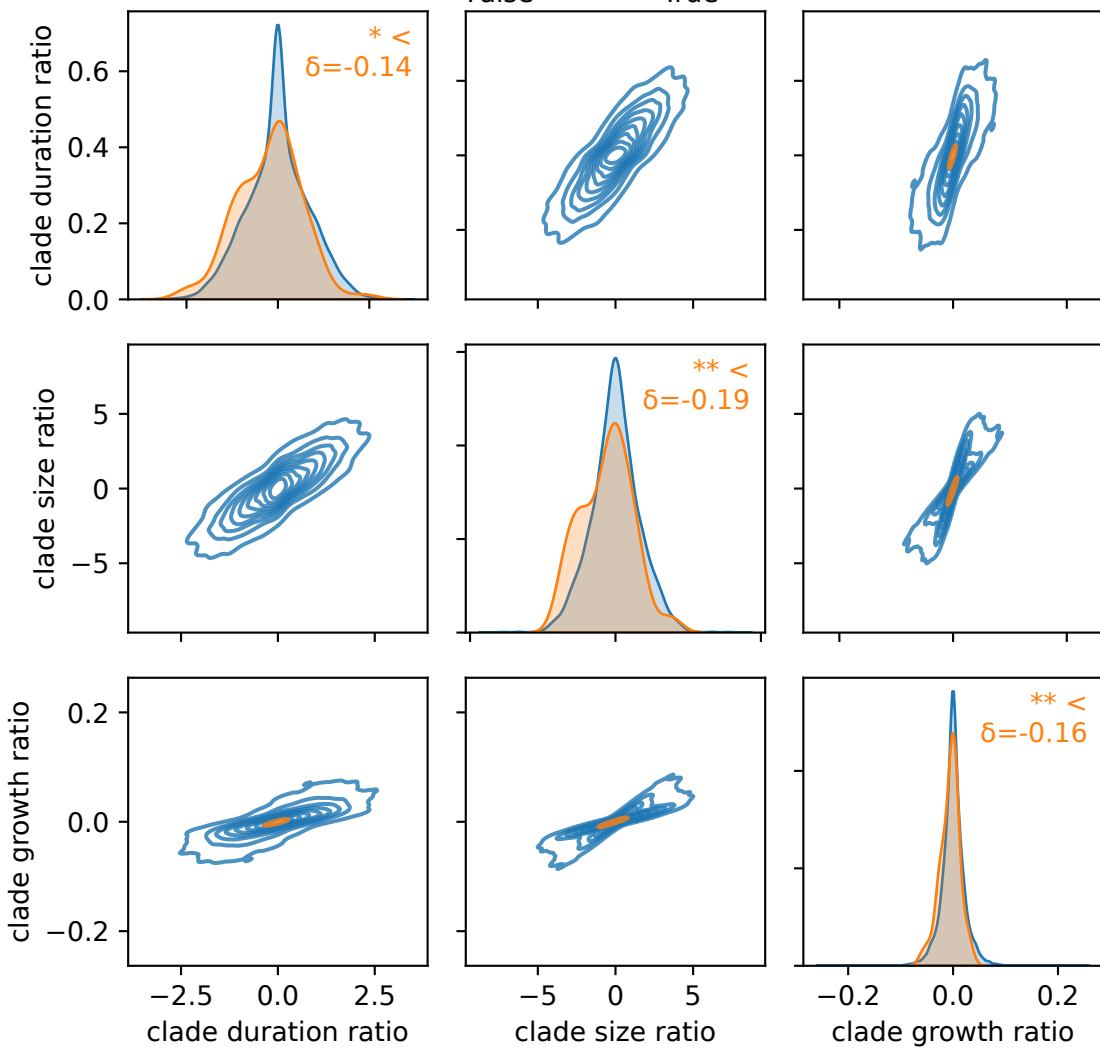 clade duration ratio
0.6
0.4
0.2
0.0
* <
δ=-0.14
clade size ratio
5
0
−5
** <
δ=-0.19
clade growth ratio
0.2
0.0
−0.2
** <
δ=-0.16
−2.5 0.0 2.5
−5 0 5
−0.2 0.0 0.2
clade duration ratio
clade size ratio
clade growth ratio